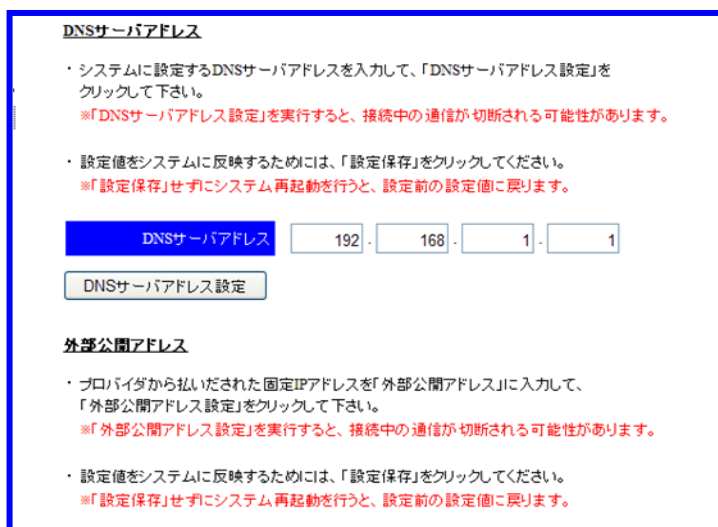 DNSサーバアドレス
・システムに設定するDNSサーバアドレスを入力して、「DNSサーバアドレス設定」を
クリックして下さい。
※「DNSサーバアドレス設定」を実行すると、接続中の通信が切断される可能性があります。
・設定値をシステムに反映するためには、「設定保存」をクリックしてください。
※「設定保存」せずにシステム再起動を行うと、設定前の設定値に戻ります。
DNSサーバアドレス 192 . 168 . 1 . 1
DNSサーバアドレス設定
外部公開アドレス
・プロバイダから払いだされた固定IPアドレスを「外部公開アドレス」に入力して、
「外部公開アドレス設定」をクリックして下さい。
※「外部公開アドレス設定」を実行すると、接続中の通信が切断される可能性があります。
・設定値をシステムに反映するためには、「設定保存」をクリックしてください。
※「設定保存」せずにシステム再起動を行うと、設定前の設定値に戻ります。